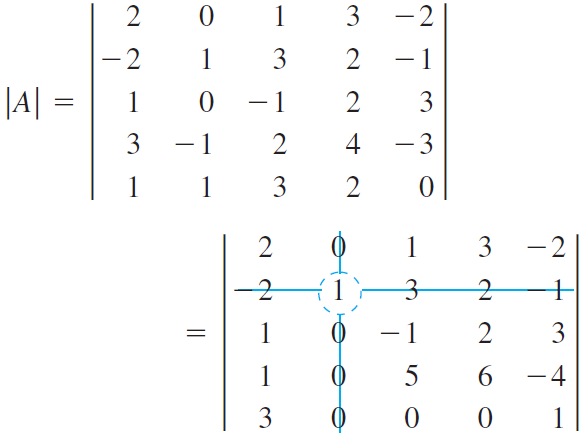 2 0 1 3 −2
−2 1 3 2 −1
|A| = 1 0 −1 2 3
3 −1 2 4 −3
1 1 3 2 0
2 0 1 3 −2
−2 1 3 2 −1
= 1 0 −1 2 3
1 0 5 6 −4
3 0 0 0 1